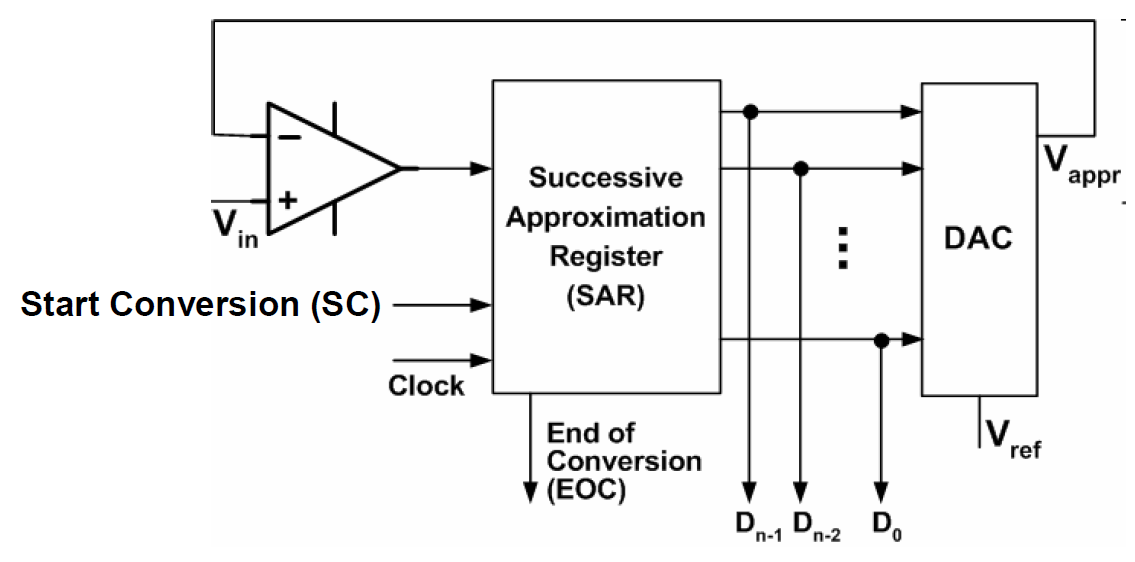 −
+
V_in
Successive
Approximation
Register
(SAR)
DAC
V_appr
Start Conversion (SC)
Clock
End of
Conversion
(EOC)
V_ref
D_n-1 D_n-2 D_0